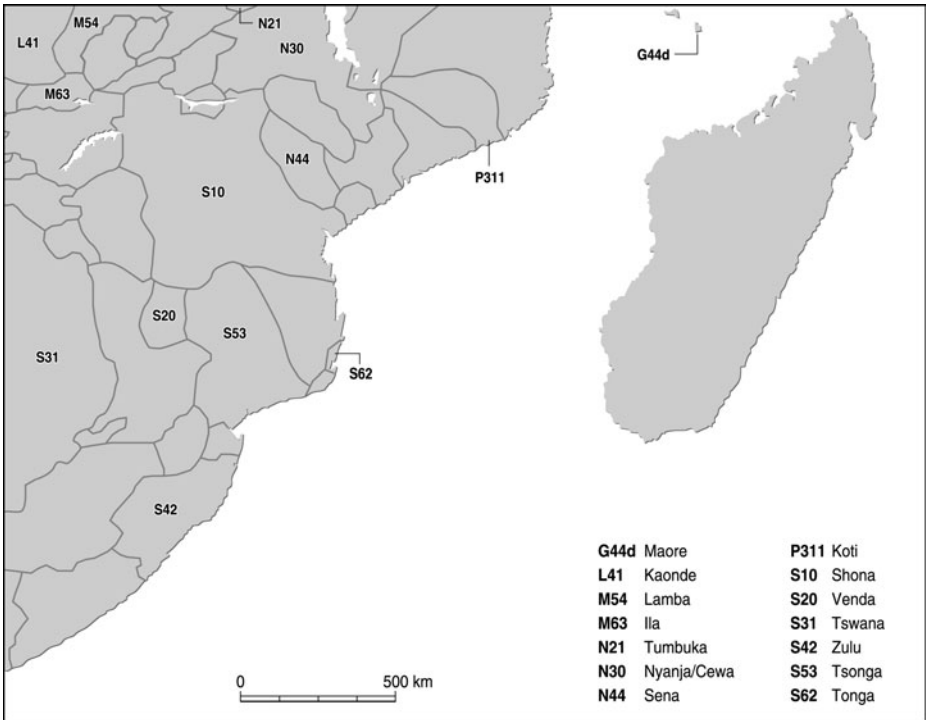 M54
N21
L41
N30
G44d
M63
N44
P311
S10
S20
S53
S31
S62
S42
G44d Maore
L41 Kaonde
M54 Lamba
M63 Ila
N21 Tumbuka
N30 Nyanja/Cewa
N44 Sena
P311 Koti
S10 Shona
S20 Venda
S31 Tswana
S42 Zulu
S53 Tsonga
S62 Tonga
0 500 km